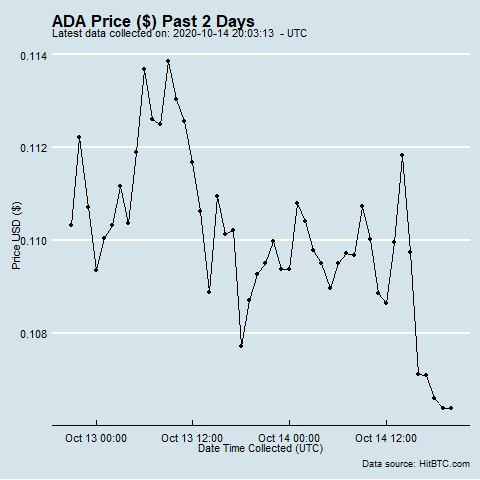 ADA Price ($) Past 2 Days
Latest data collected on: 2020-10-14 20:03:13 - UTC
0.114
0.112
0.110
0.108
Price USD ($)
Oct 13 00:00 Oct 13 12:00 Oct 14 00:00 Oct 14 12:00
Date Time Collected (UTC)
Data source: HitBTC.com